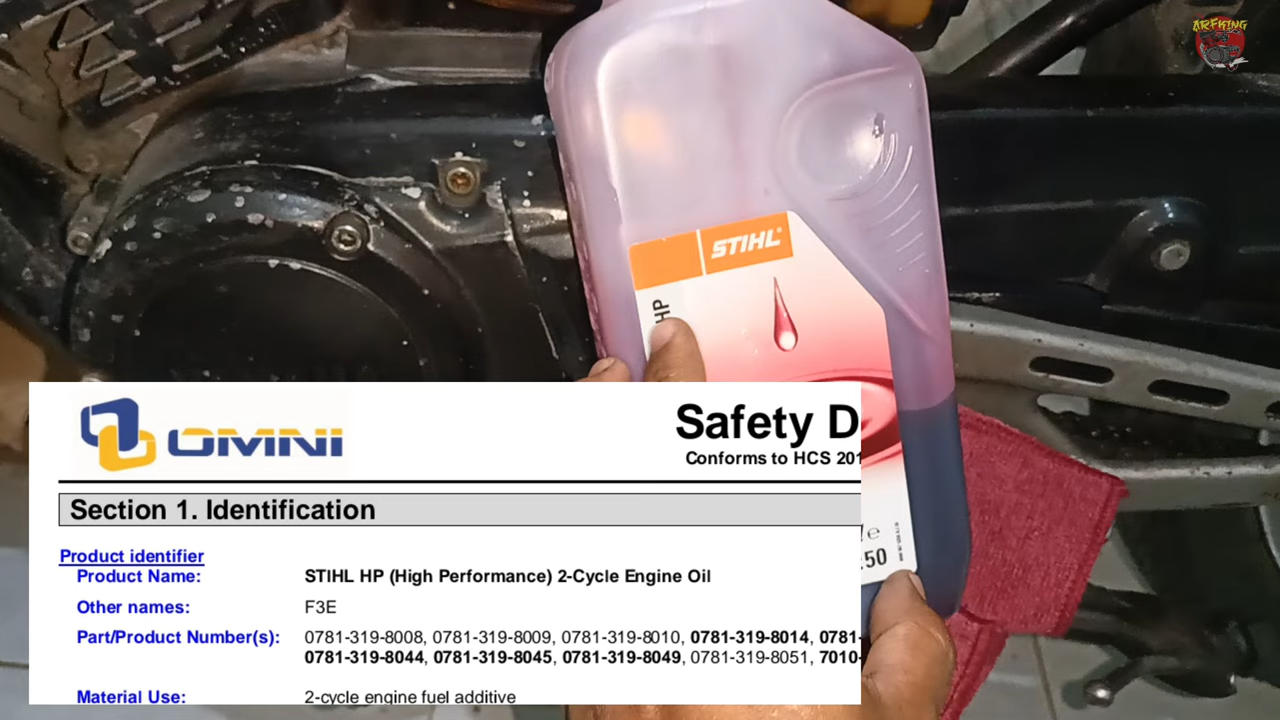 ARFKING
STIHL®
HP
:50
OMNI
Safety D
Conforms to HCS 201
Section 1. Identification
Product identifier
Product Name: STIHL HP (High Performance) 2-Cycle Engine Oil
Other names: F3E
Part/Product Number(s): 0781-319-8008, 0781-319-8009, 0781-319-8010, 0781-319-8014, 0781-
0781-319-8044, 0781-319-8045, 0781-319-8049, 0781-319-8051, 7010-
Material Use: 2-cycle engine fuel additive